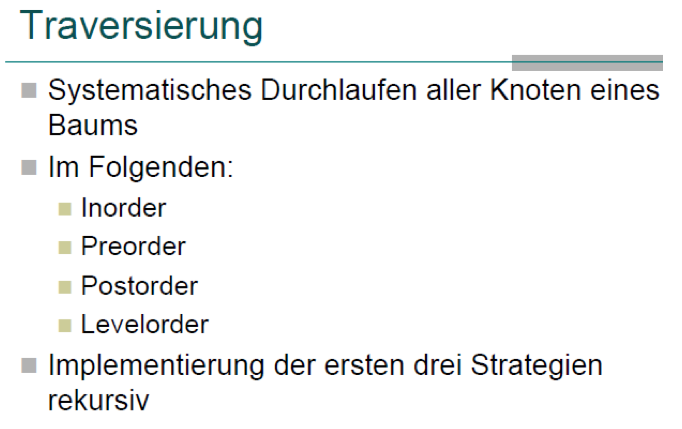 Traversierung
Systematisches Durchlaufen aller Knoten eines
Baums
Im Folgenden:
Inorder
Preorder
Postorder
Levelorder
Implementierung der ersten drei Strategien
rekursiv